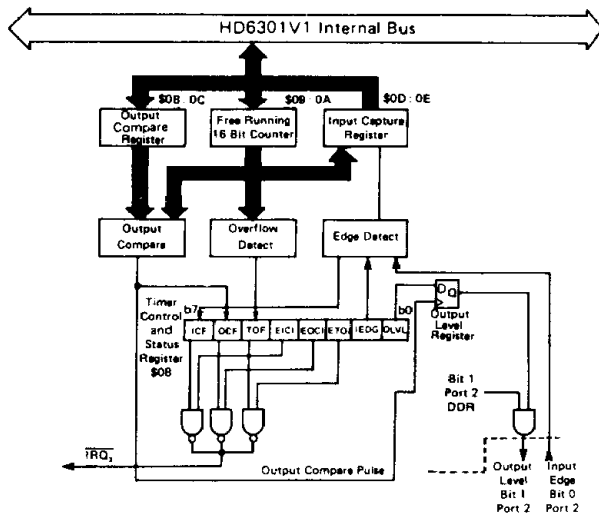 HD6301V1 Internal Bus
$0B : 0C
$09 : 0A
$0D : 0E
Output
Compare
Register
Free Running
16 Bit Counter
Input Capture
Register
Output
Compare
Overflow
Detect
Edge Detect
Timer
Control
and
Status
Register
$08
b7
b0
ICF OCF TOF EICI EOCI ETOI IEDG OLVL
D Q
Output
Level
Register
Bit 1
Port 2
DDR
Output Compare Pulse
Output
Level
Bit 1
Port 2
Input
Edge
Bit 0
Port 2